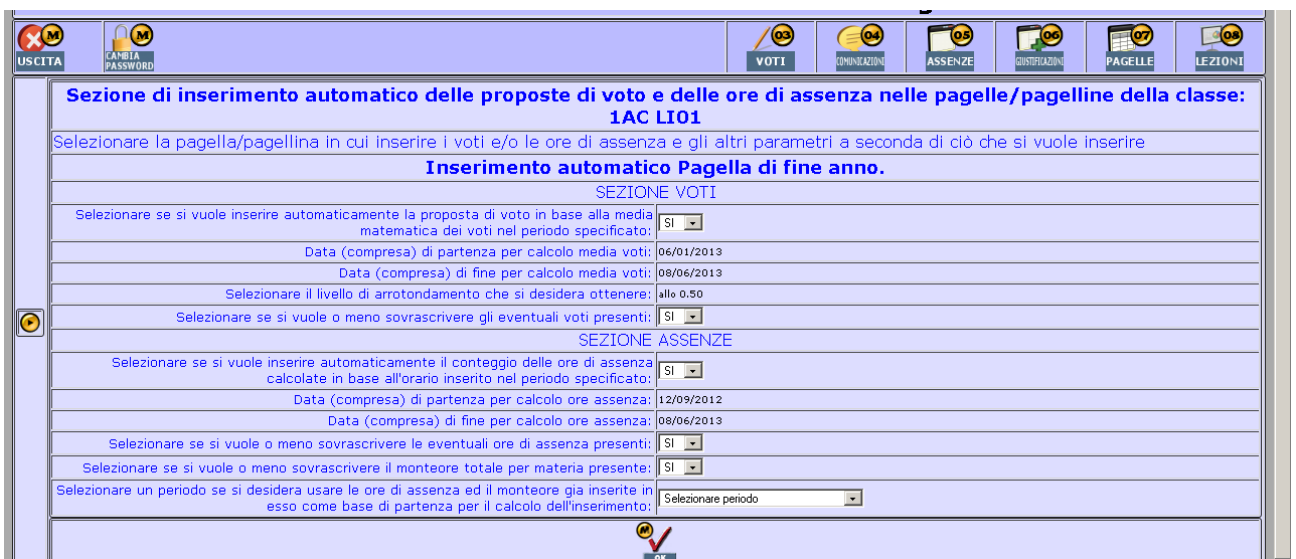 M
USCITA
M
CAMBIA
PASSWORD
03
VOTI
04
COMUNICAZIONI
05
ASSENZE
06
GIUSTIFICAZIONI
07
PAGELLE
08
LEZIONI
Sezione di inserimento automatico delle proposte di voto e delle ore di assenza nelle pagelle/pagelline della classe:
1AC LI01
Selezionare la pagella/pagellina in cui inserire i voti e/o le ore di assenza e gli altri parametri a seconda di ciò che si vuole inserire
Inserimento automatico Pagella di fine anno.
SEZIONE VOTI
Selezionare se si vuole inserire automaticamente la proposta di voto in base alla media
matematica dei voti nel periodo specificato: SI
Data (compresa) di partenza per calcolo media voti: 06/01/2013
Data (compresa) di fine per calcolo media voti: 08/06/2013
Selezionare il livello di arrotondamento che si desidera ottenere: allo 0.50
Selezionare se si vuole o meno sovrascrivere gli eventuali voti presenti: SI
SEZIONE ASSENZE
Selezionare se si vuole inserire automaticamente il conteggio delle ore di assenza
calcolate in base all'orario inserito nel periodo specificato: SI
Data (compresa) di partenza per calcolo ore assenza: 12/09/2012
Data (compresa) di fine per calcolo ore assenza: 08/06/2013
Selezionare se si vuole o meno sovrascrivere le eventuali ore di assenza presenti: SI
Selezionare se si vuole o meno sovrascrivere il monteore totale per materia presente: SI
Selezionare un periodo se si desidera usare le ore di assenza ed il monteore gia inserite in
esso come base di partenza per il calcolo dell'inserimento: Selezionare periodo
M
OK